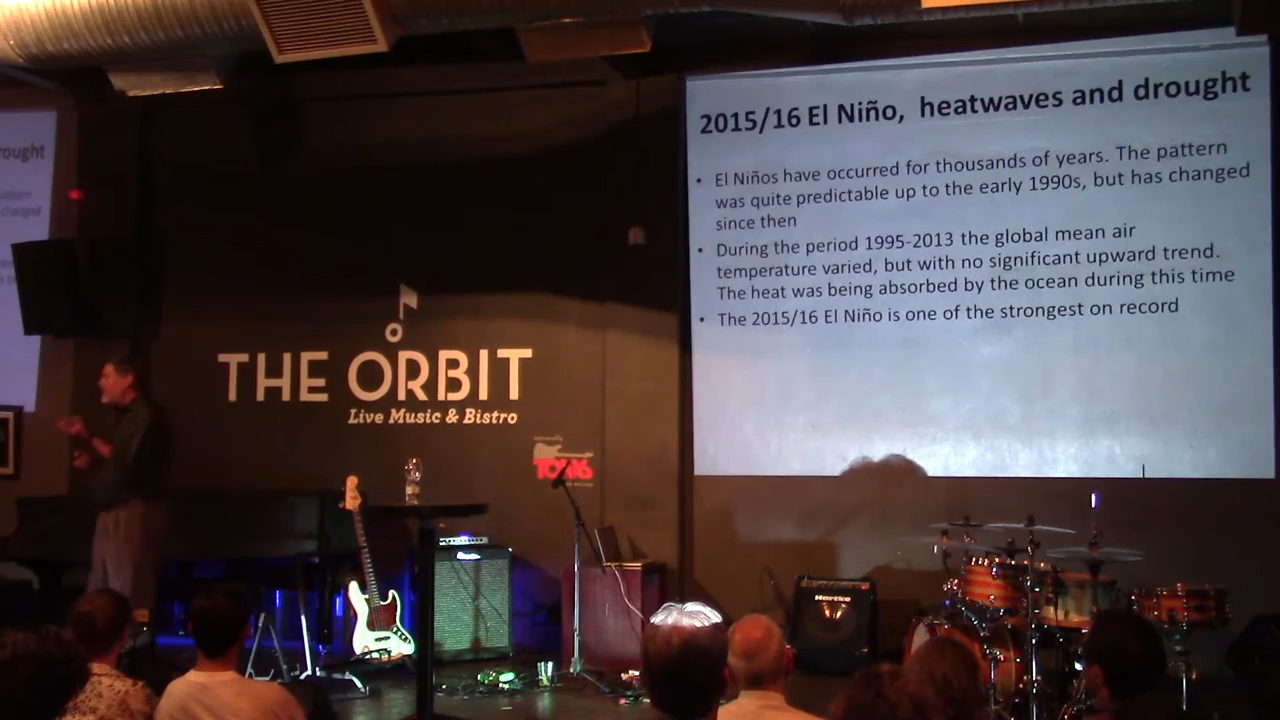 2015/16 El Niño, heatwaves and drought
• El Niños have occurred for thousands of years. The pattern
was quite predictable up to the early 1990s, but has changed
since then
• During the period 1995-2013 the global mean air
temperature varied, but with no significant upward trend.
The heat was being absorbed by the ocean during this time
• The 2015/16 El Niño is one of the strongest on record
rought
changed
THE ORBIT
Live Music & Bistro
TOMS
Hartke